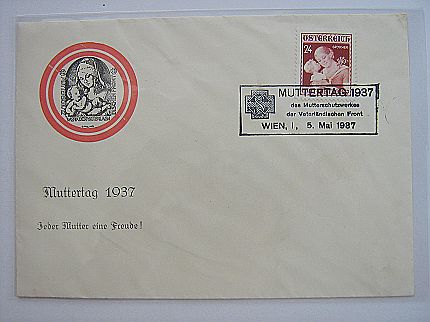 ÖSTERREICH
24
GROSCHEN
MUTTERTAG 1937
des Mutterschutzwerkes
der Vaterländischen Front
WIEN, I, 5. Mai 1937
Muttertag 1937
Jeder Mutter eine Freude!